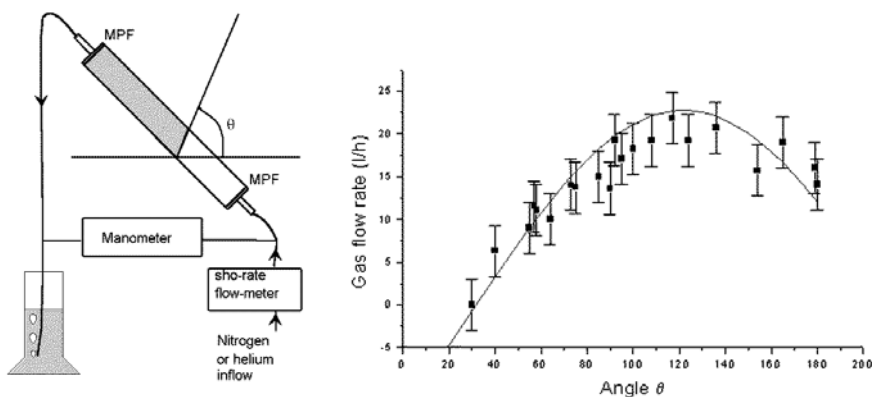 MPF
θ
MPF
Manometer
sho-rate
flow-meter
Nitrogen
or helium
inflow
Gas flow rate (l/h)
25
20
15
10
5
0
-5
0 20 40 60 80 100 120 140 160 180 200
Angle θ